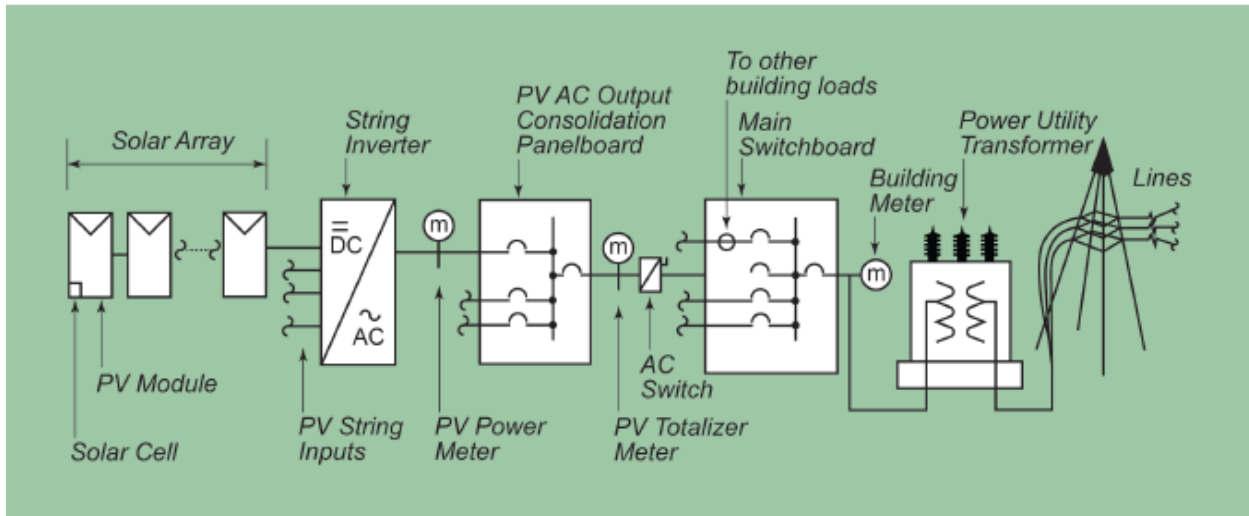 Solar Array
String
Inverter
PV AC Output
Consolidation
Panelboard
To other
building loads
Main
Switchboard
Power Utility
Transformer
Building
Meter
Lines
m
DC
AC
m
m
PV Module
Solar Cell
PV String
Inputs
PV Power
Meter
AC
Switch
PV Totalizer
Meter